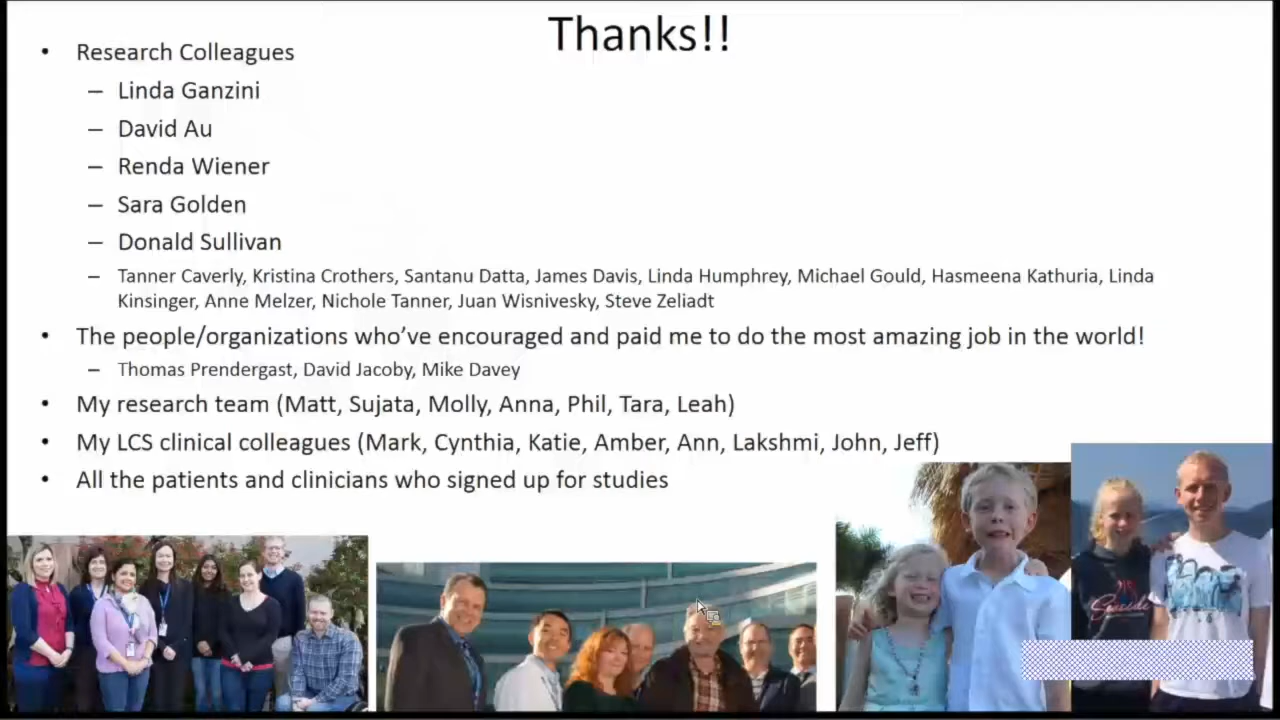 Thanks!!
• Research Colleagues
– Linda Ganzini
– David Au
– Renda Wiener
– Sara Golden
– Donald Sullivan
– Tanner Caverly, Kristina Crothers, Santanu Datta, James Davis, Linda Humphrey, Michael Gould, Hasmeena Kathuria, Linda
Kinsinger, Anne Melzer, Nichole Tanner, Juan Wisnivesky, Steve Zeliadt
• The people/organizations who’ve encouraged and paid me to do the most amazing job in the world!
– Thomas Prendergast, David Jacoby, Mike Davey
• My research team (Matt, Sujata, Molly, Anna, Phil, Tara, Leah)
• My LCS clinical colleagues (Mark, Cynthia, Katie, Amber, Ann, Lakshmi, John, Jeff)
• All the patients and clinicians who signed up for studies